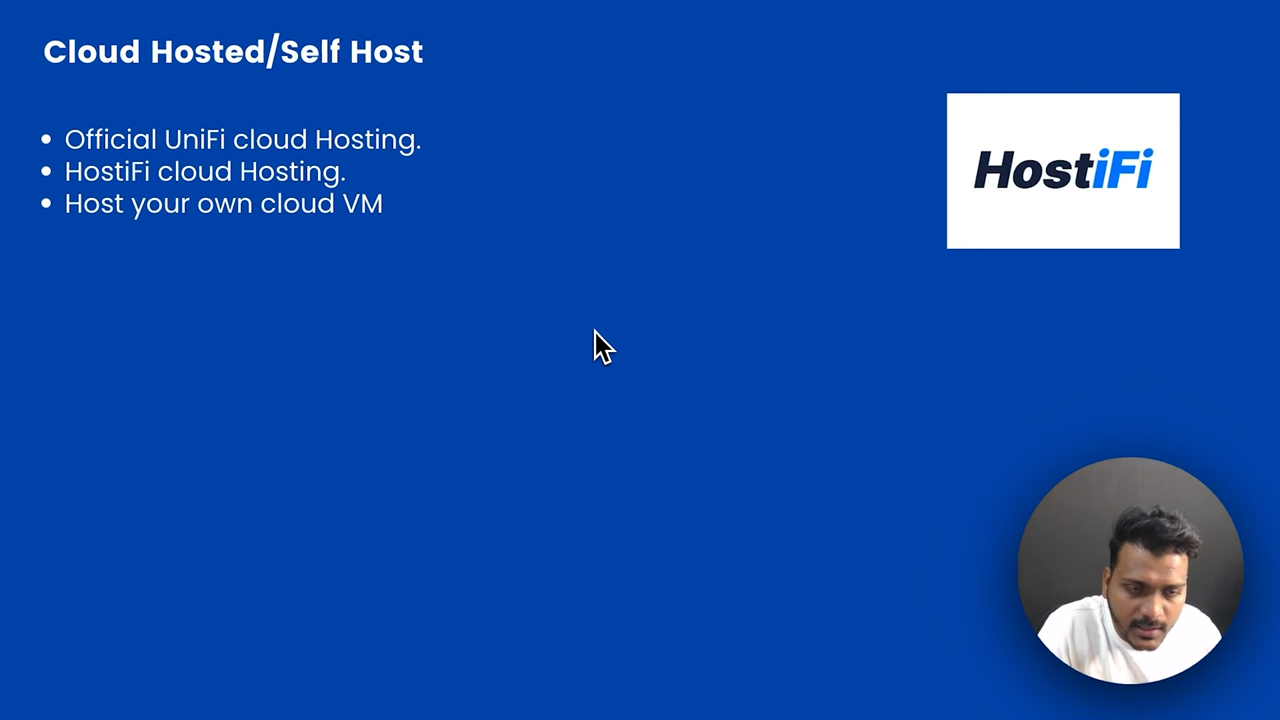 Cloud Hosted/Self Host
• Official UniFi cloud Hosting.
• HostiFi cloud Hosting.
• Host your own cloud VM
HostiFi